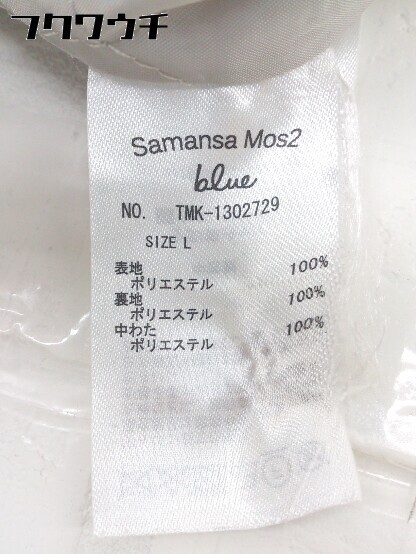 フクワウチ
Samansa Mos2
blue
NO. TMK-1302729
SIZE L
表地 100%
ポリエステル
裏地 100%
ポリエステル
中わた 100%
ポリエステル